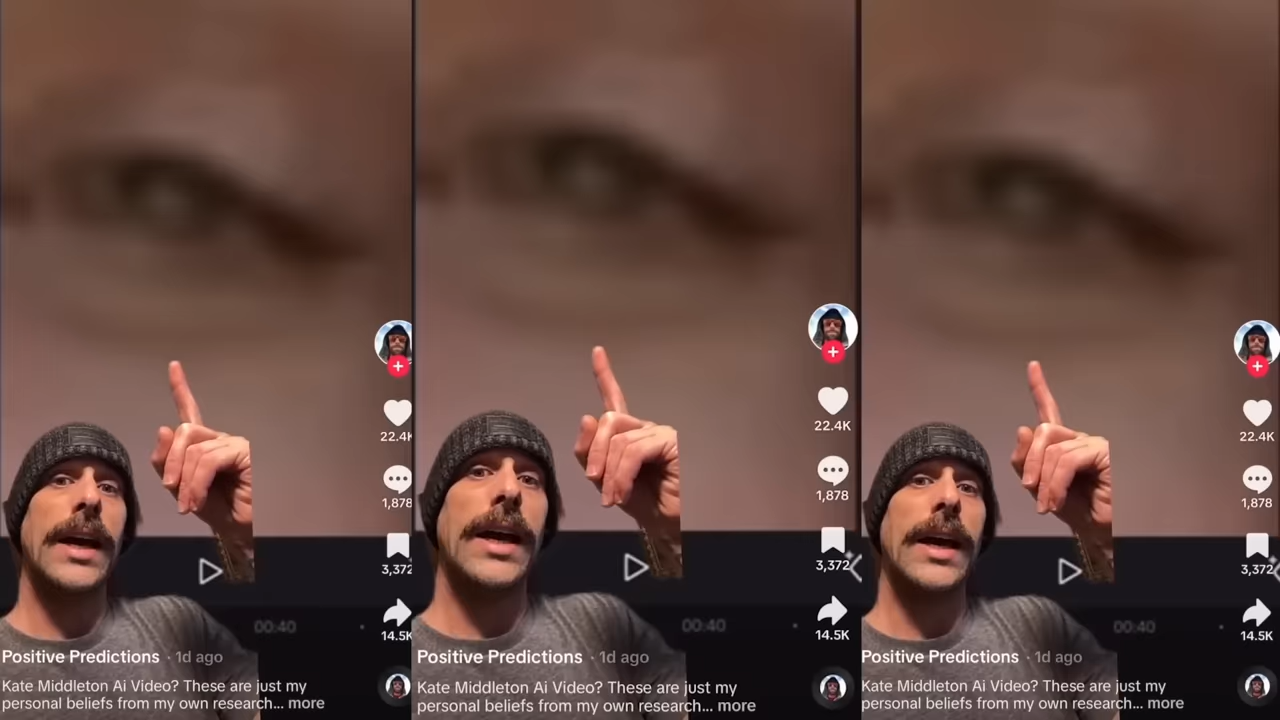 22.4K
1,878
3,372
14.5K
00:40
Positive Predictions · 1d ago
Kate Middleton Ai Video? These are just my
personal beliefs from my own research... more
22.4K
1,878
3,372
14.5K
00:40
Positive Predictions · 1d ago
Kate Middleton Ai Video? These are just my
personal beliefs from my own research... more
22.4K
1,878
3,372
14.5K
00:40
Positive Predictions · 1d ago
Kate Middleton Ai Video? These are just my
personal beliefs from my own research... more